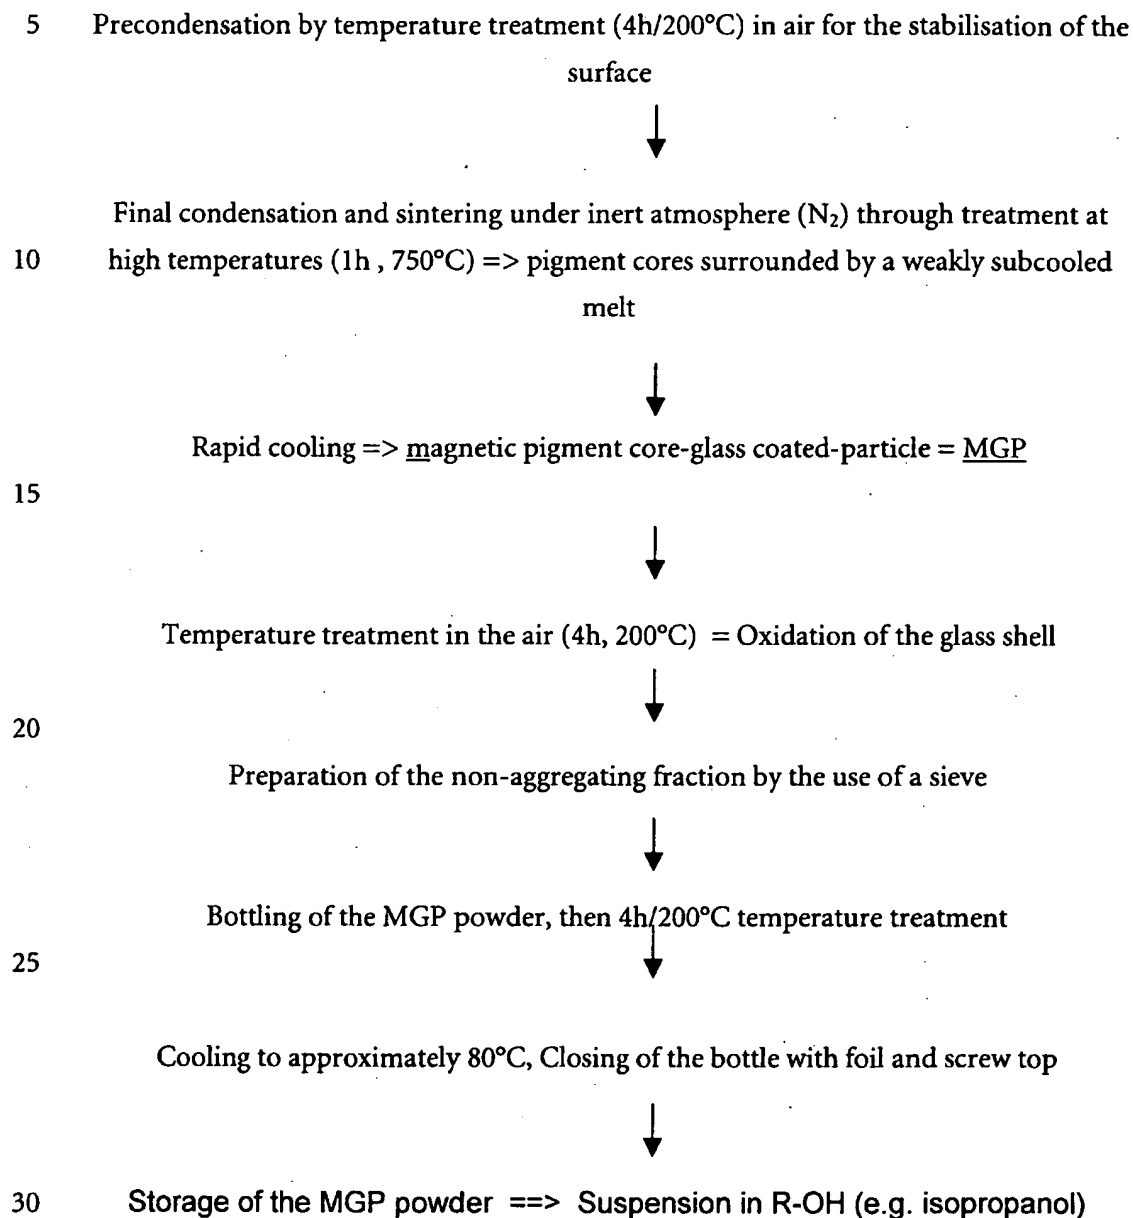 5 Precondensation by temperature treatment (4h/200°C) in air for the stabilisation of the
surface
Final condensation and sintering under inert atmosphere (N₂) through treatment at
10 high temperatures (1h , 750°C) => pigment cores surrounded by a weakly subcooled
melt
Rapid cooling => magnetic pigment core-glass coated-particle = MGP
15
Temperature treatment in the air (4h, 200°C) = Oxidation of the glass shell
20
Preparation of the non-aggregating fraction by the use of a sieve
Bottling of the MGP powder, then 4h/200°C temperature treatment
25
Cooling to approximately 80°C, Closing of the bottle with foil and screw top
30 Storage of the MGP powder ==> Suspension in R-OH (e.g. isopropanol)